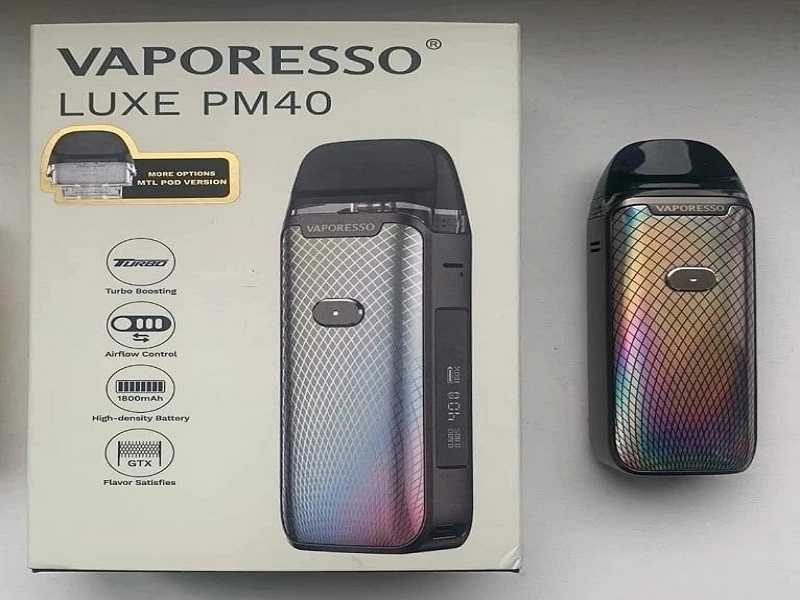 VAPORESSO®
LUXE PM40
MORE OPTIONS
MTL POD VERSION
TURBO
Turbo Boosting
Airflow Control
1800mAh
High-density Battery
GTX
Flavor Satisfies
VAPORESSO
VAPORESSO